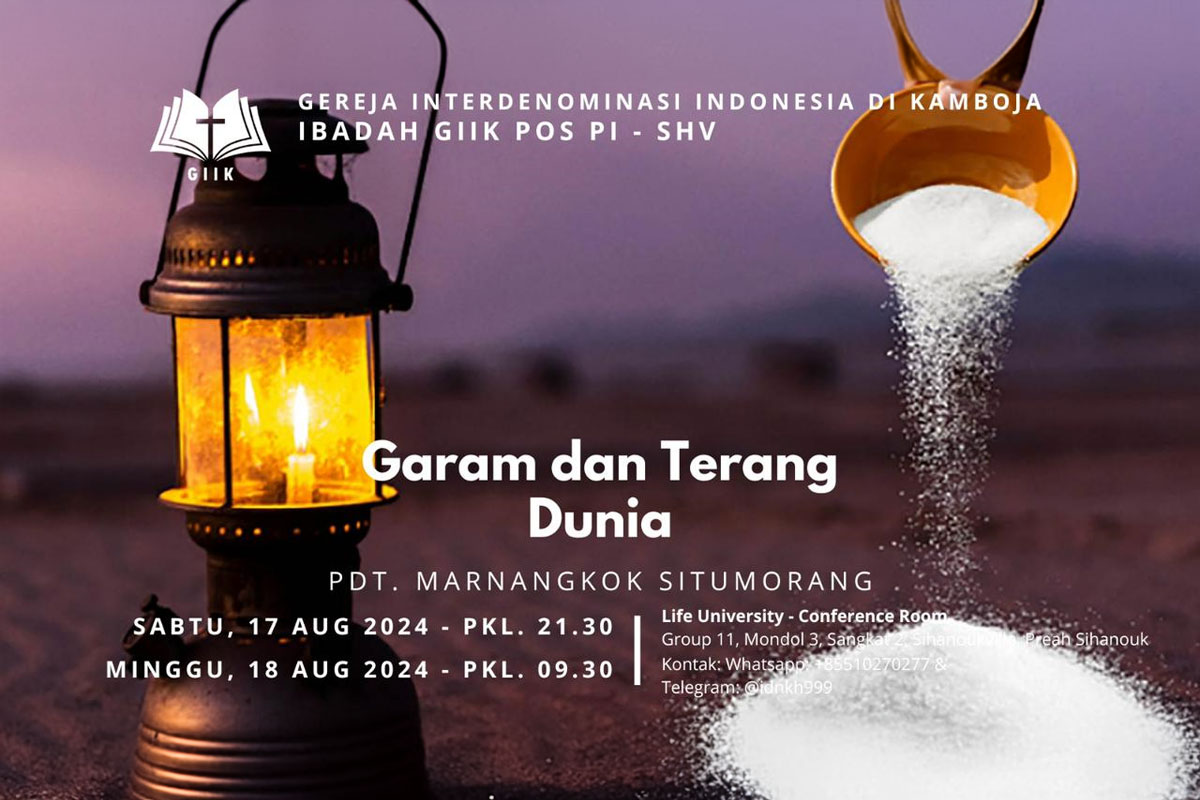 GIIK
GEREJA INTERDENOMINASI INDONESIA DI KAMBOJA
IBADAH GIIK POS PI - SHV
Garam dan Terang
Dunia
PDT. MARNANGKOK SITUMORANG
SABTU, 17 AUG 2024 - PKL. 21.30
MINGGU, 18 AUG 2024 - PKL. 09.30
Life University - Conference Room,
Group 11, Mondol 3, Sangkat 2, Sihanoukville, Preah Sihanouk
Kontak: Whatsapp: +85510270277 &
Telegram: @idnkh999